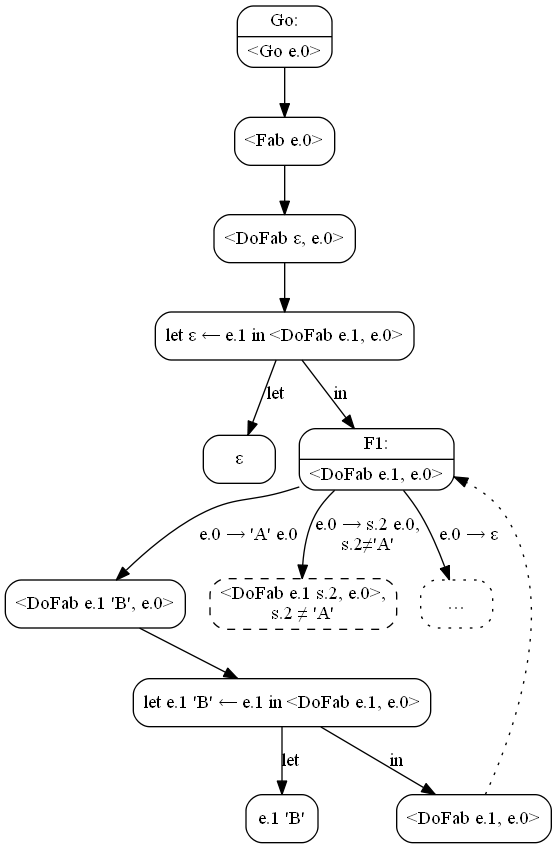 Go:
<Go e.0>
<Fab e.0>
<DoFab ε, e.0>
let ε ← e.1 in <DoFab e.1, e.0>
let
in
ε
F1:
<DoFab e.1, e.0>
e.0 → 'A' e.0
e.0 → s.2 e.0,
s.2≠'A'
e.0 → ε
<DoFab e.1 'B', e.0>
<DoFab e.1 s.2, e.0>,
s.2 ≠ 'A'
...
let e.1 'B' ← e.1 in <DoFab e.1, e.0>
let
in
e.1 'B'
<DoFab e.1, e.0>